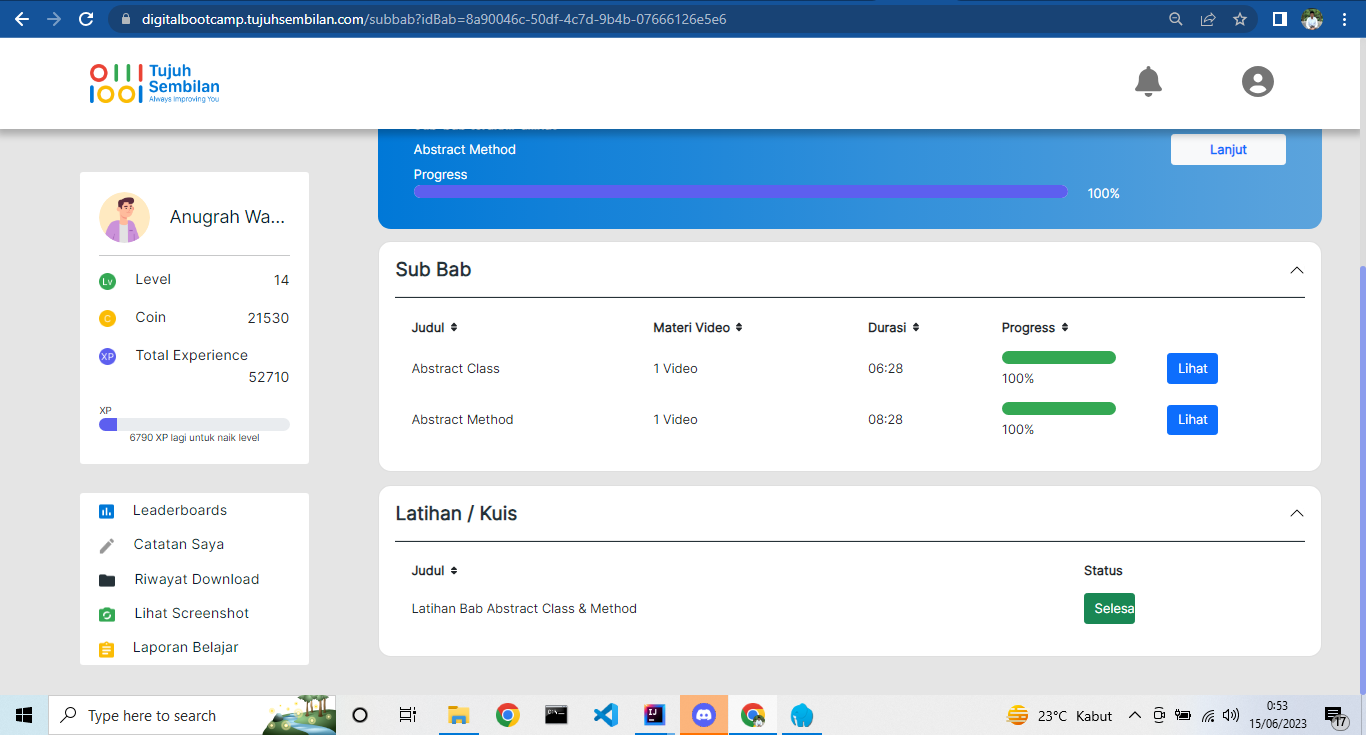 digitalbootcamp.tujuhsembilan.com/subbab?idBab=8a90046c-50df-4c7d-9b4b-07666126e5e6
Tujuh
Sembilan
Always Improving You
Abstract Method
Lanjut
Progress
100%
Anugrah Wa...
Lv
Level
14
C
Coin
21530
XP
Total Experience
52710
XP
6790 XP lagi untuk naik level
Leaderboards
Catatan Saya
Riwayat Download
Lihat Screenshot
Laporan Belajar
Sub Bab
Judul
Materi Video
Durasi
Progress
Abstract Class
1 Video
06:28
100%
Lihat
Abstract Method
1 Video
08:28
100%
Lihat
Latihan / Kuis
Judul
Status
Latihan Bab Abstract Class & Method
Selesa
Type here to search
23°C Kabut
0:53
15/06/2023
17